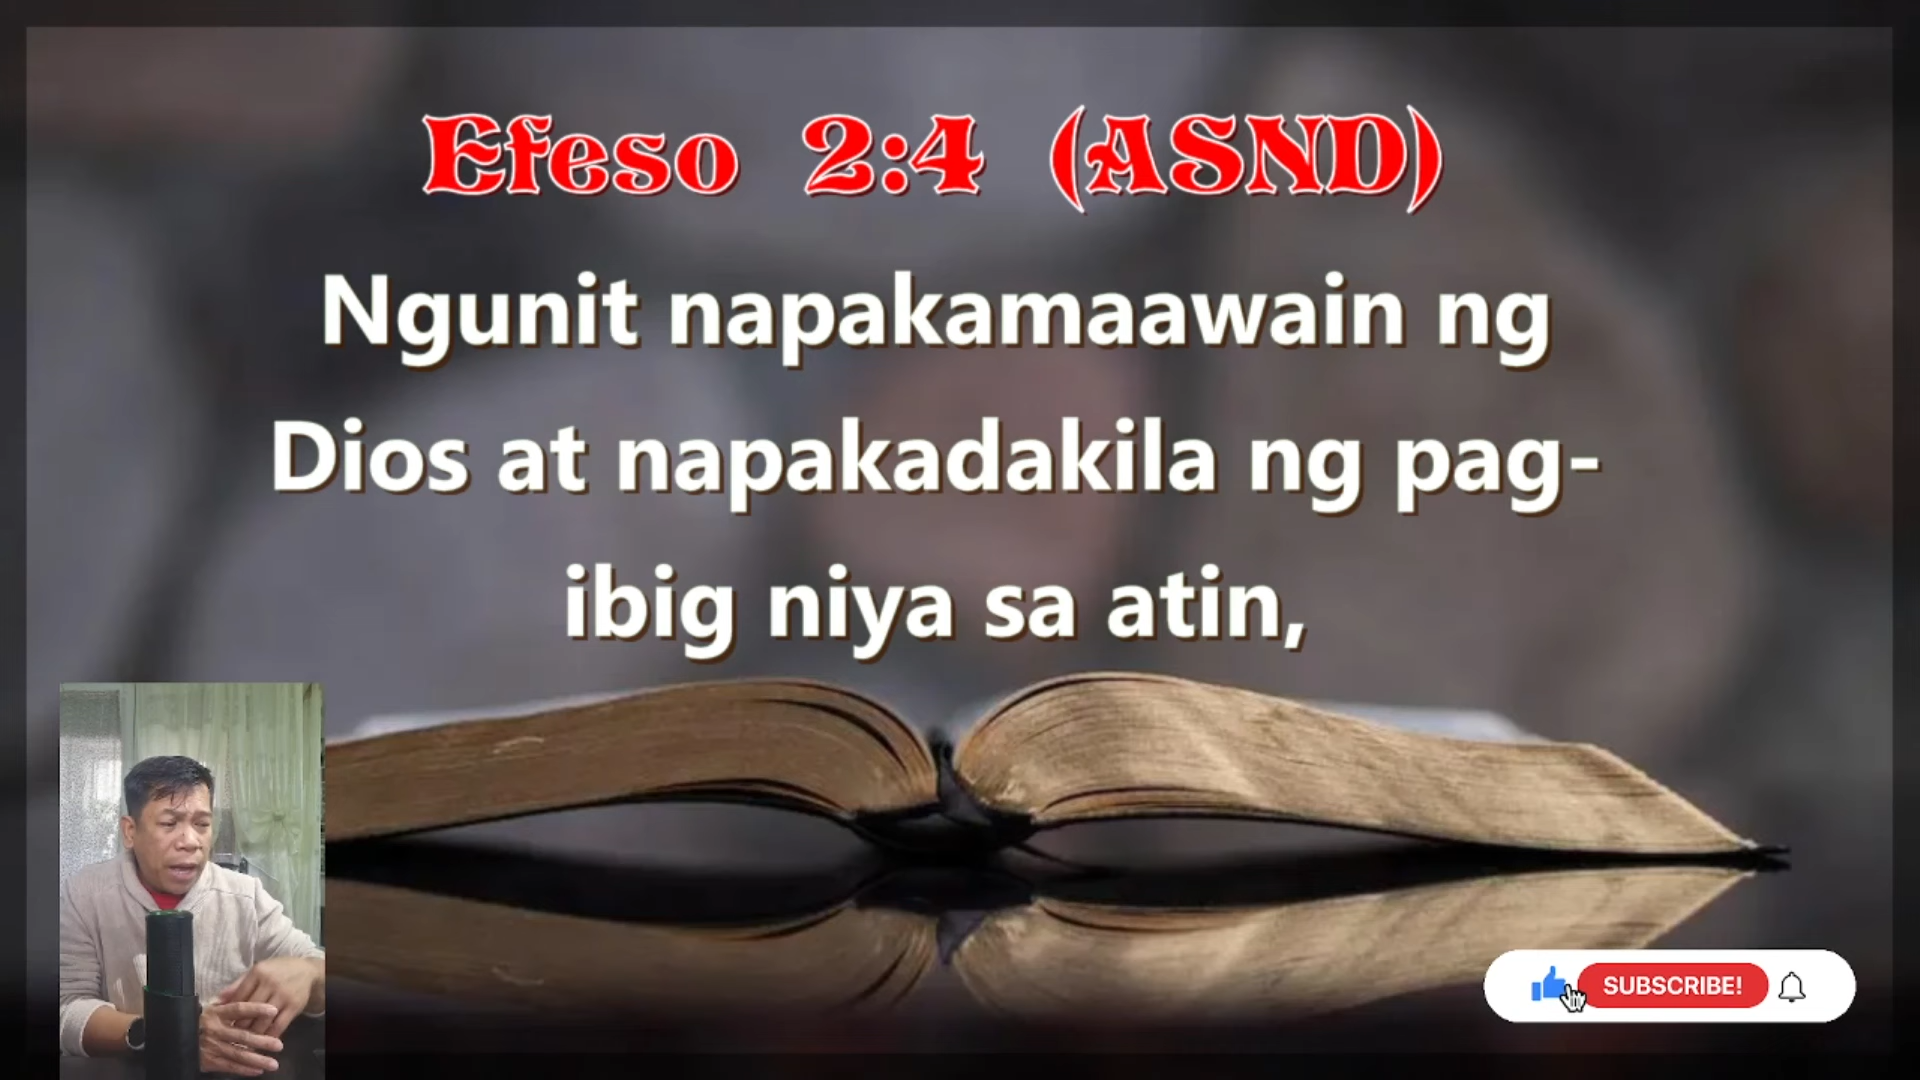 Efeso 2:4 (ASND)
Ngunit napakamaawain ng
Dios at napakadakila ng pag-
ibig niya sa atin,
SUBSCRIBE!